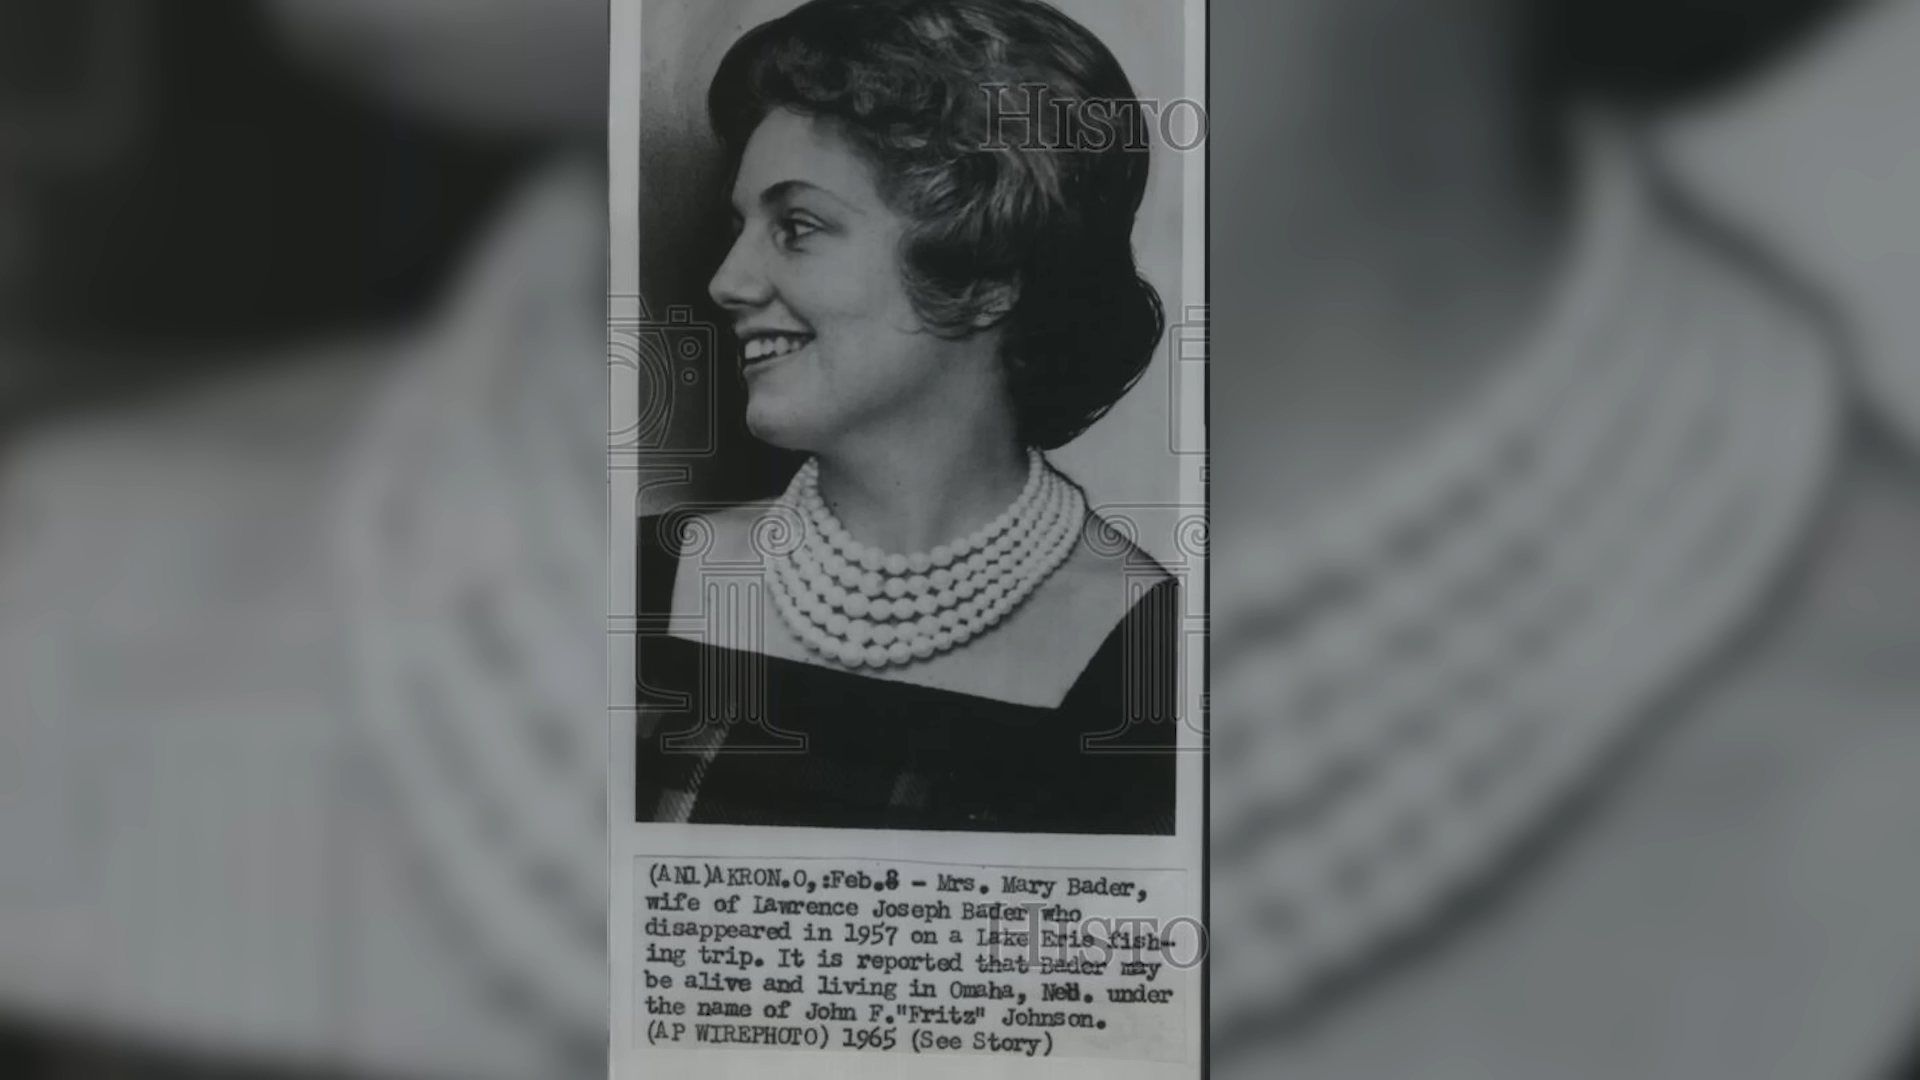 HISTO
(ANL)AKRON.O,:Feb.8 - Mrs. Mary Bader,
wife of Lawrence Joseph Bader who
disappeared in 1957 on a Lake Erie fish-
ing trip. It is reported that Bader may
be alive and living in Omaha, Neb. under
the name of John F."Fritz" Johnson.
(AP WIREPHOTO) 1965 (See Story)
HISTO